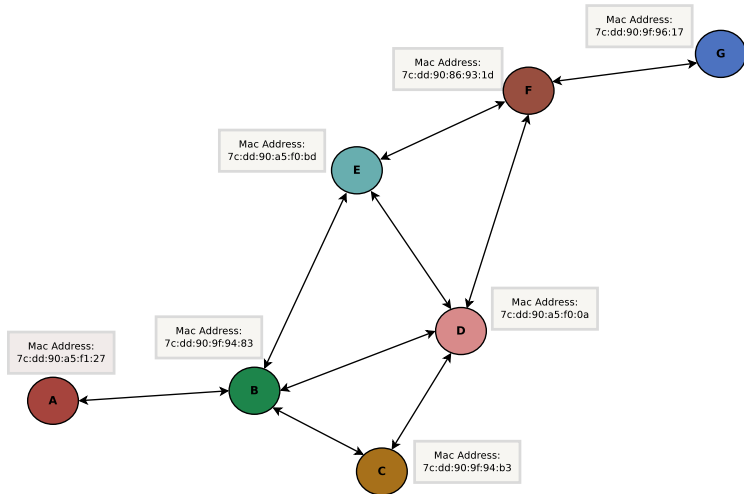 Mac Address:
7c:dd:90:9f:96:17
G
Mac Address:
7c:dd:90:86:93:1d
F
Mac Address:
7c:dd:90:a5:f0:bd
E
Mac Address:
7c:dd:90:a5:f0:0a
D
Mac Address:
7c:dd:90:9f:94:83
B
Mac Address:
7c:dd:90:a5:f1:27
A
Mac Address:
7c:dd:90:9f:94:b3
C